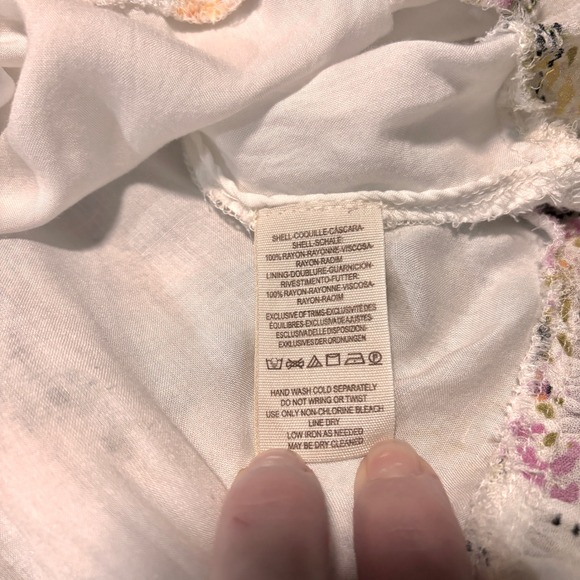 SHELL-COQUILLE-CÁSCARA-
SHELL-SCHALE:
100% RAYON-RAYONNE-VISCOSA-
RAYON-RADIM
LINING-DOUBLURE-GUARNICION-
RIVESTIMENTO-FUTTER:
100% RAYON-RAYONNE-VISCOSA-
RAYON-RADIM
EXCLUSIVE OF TRIMS-EXCLUSIVITÉ DES
ÉQUILIBRES-EXCLUSIVA DE AJUSTES-
ESCLUSIVA DELLE DISPOSIZIONI-
EXKLUSIVES DER ORDNUNGEN
HAND WASH COLD SEPARATELY
DO NOT WRING OR TWIST
USE ONLY NON-CHLORINE BLEACH
LINE DRY
LOW IRON AS NEEDED
MAY BE DRY CLEANED